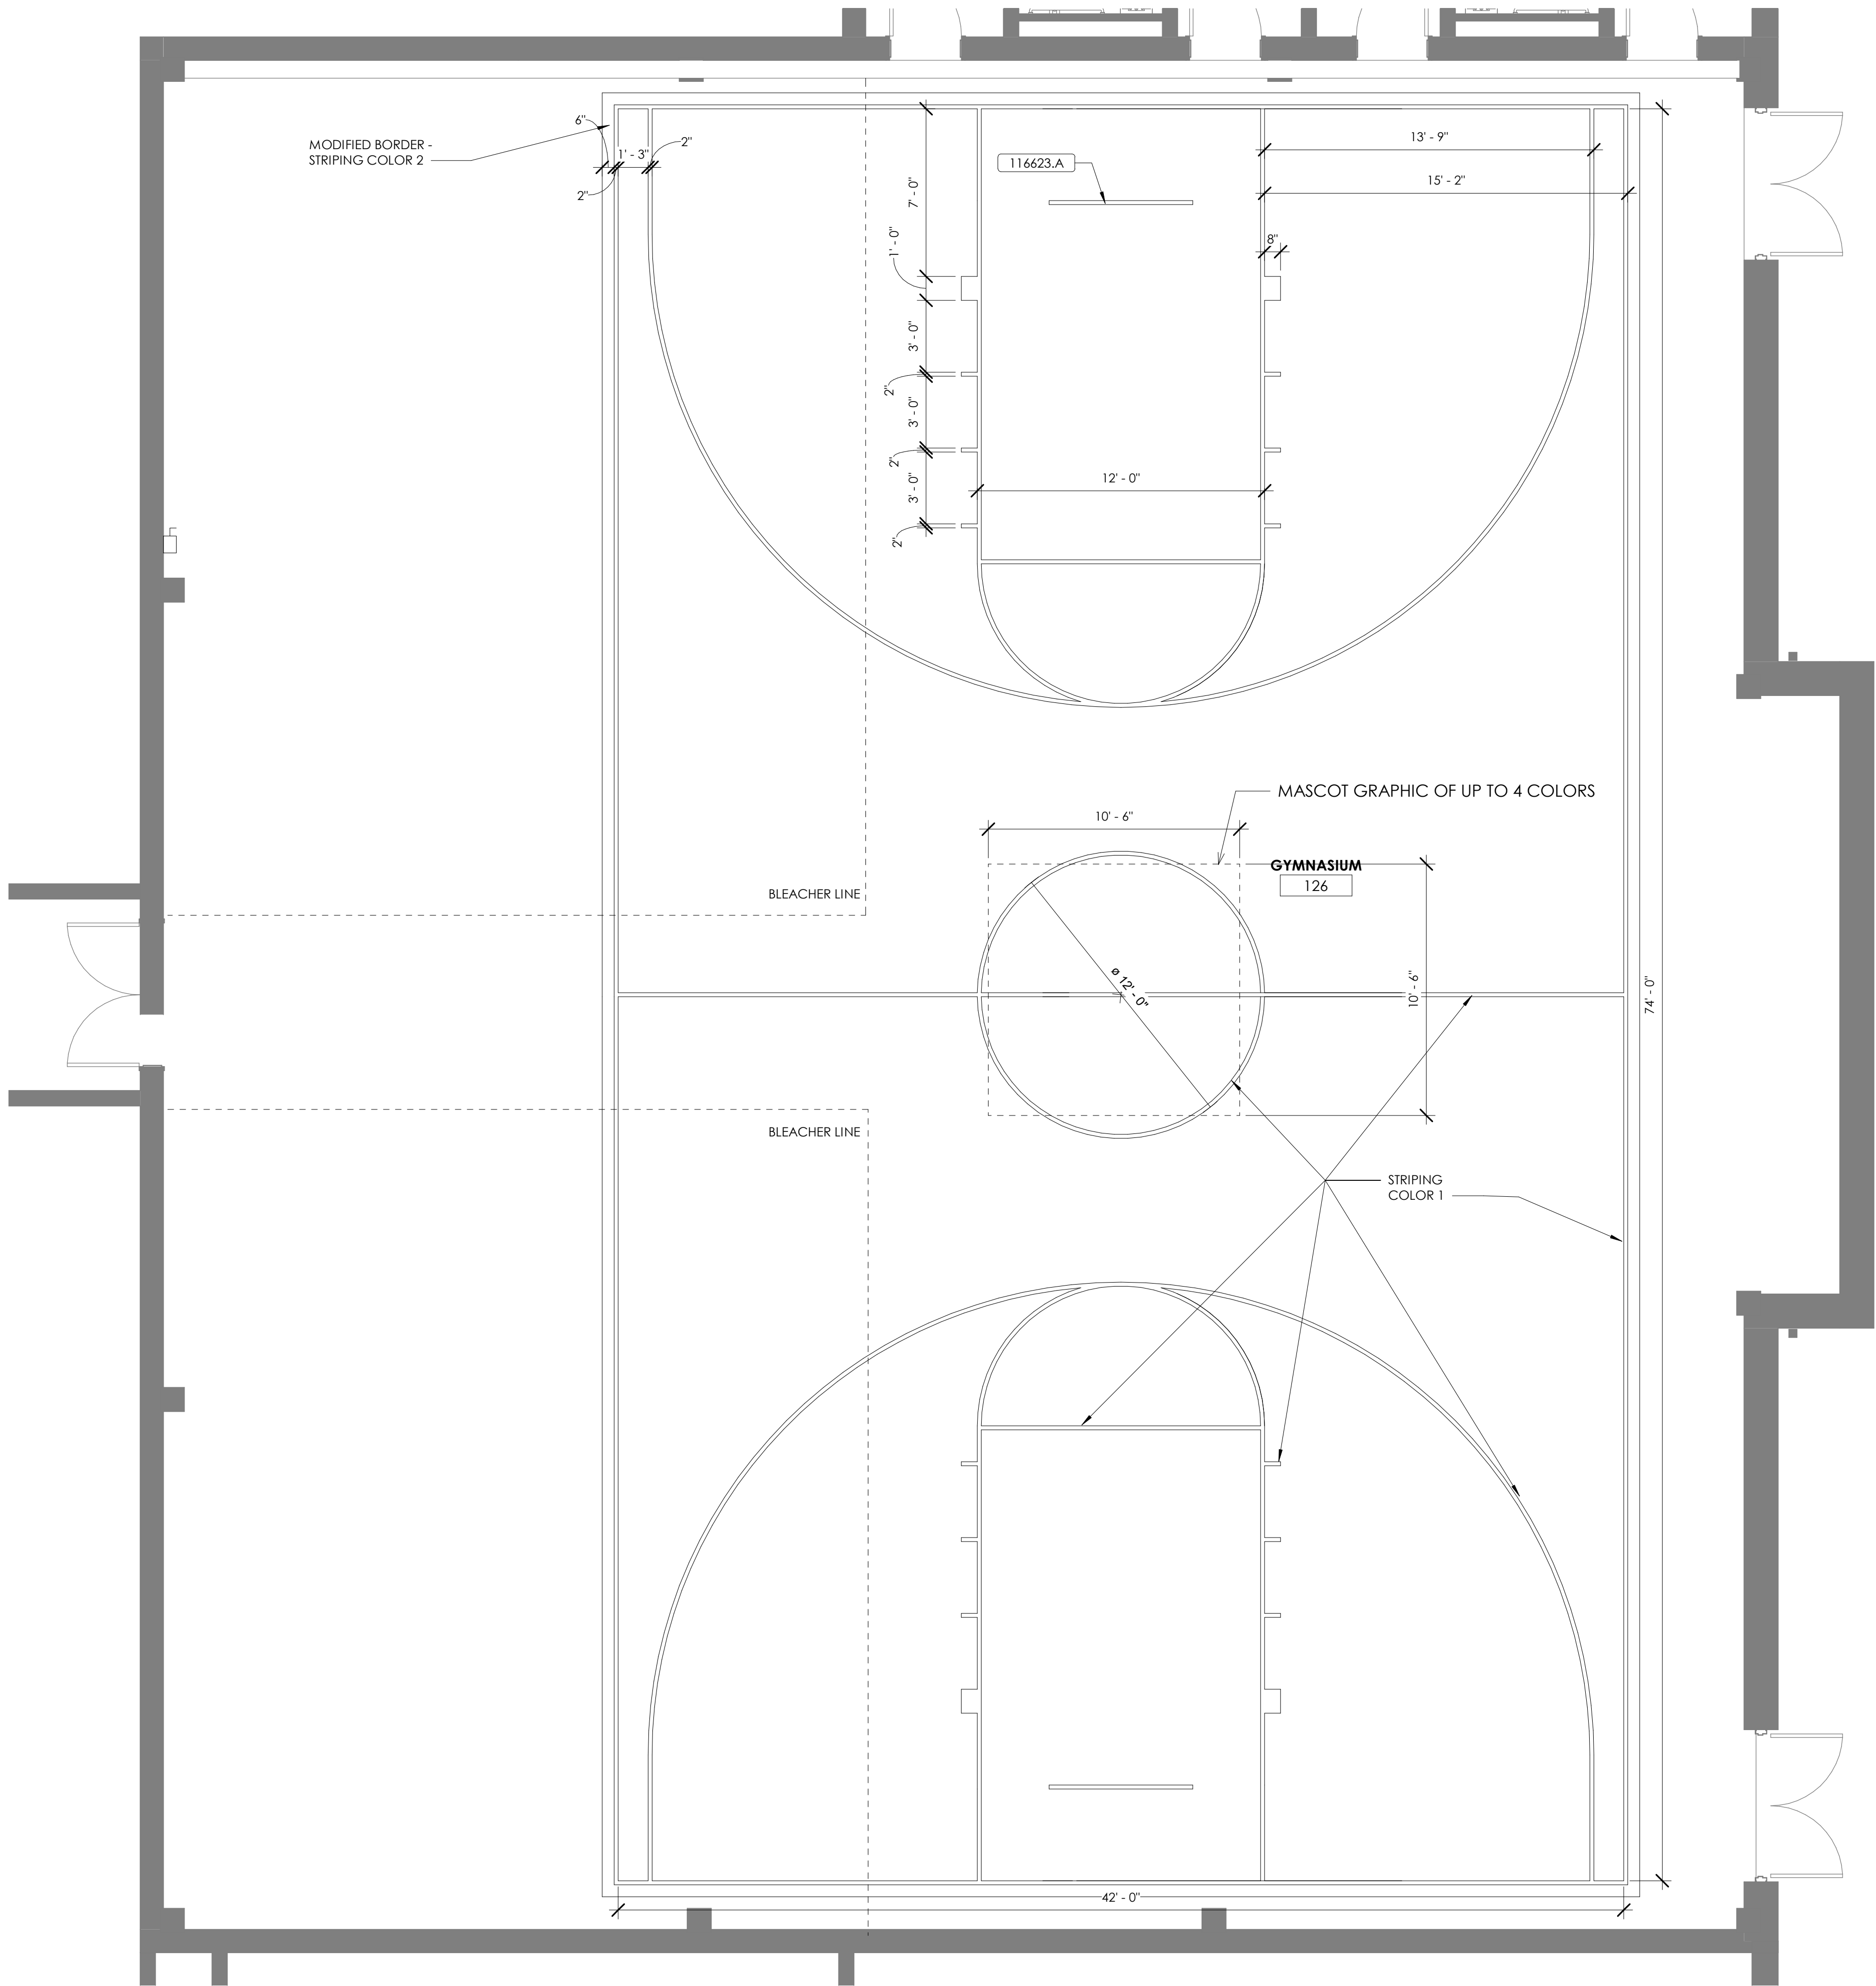 6"
MODIFIED BORDER -
STRIPING COLOR 2
1' - 3"
2"
2"
116623.A
13' - 9"
15' - 2"
7' - 0"
1' - 0"
8"
3' - 0"
2"
3' - 0"
2"
3' - 0"
2"
12' - 0"
MASCOT GRAPHIC OF UP TO 4 COLORS
10' - 6"
GYMNASIUM
126
BLEACHER LINE
ø 12' - 0"
10' - 6"
74' - 0"
BLEACHER LINE
STRIPING
COLOR 1
42' - 0"